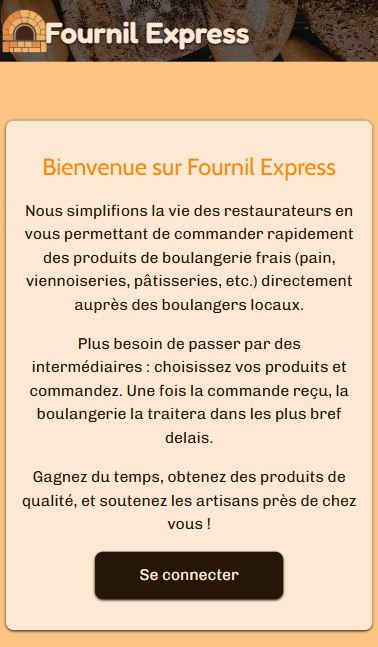 Fournil Express
Bienvenue sur Fournil Express
Nous simplifions la vie des restaurateurs en
vous permettant de commander rapidement
des produits de boulangerie frais (pain,
viennoiseries, pâtisseries, etc.) directement
auprès des boulangers locaux.
Plus besoin de passer par des
intermédiaires : choisissez vos produits et
commandez. Une fois la commande reçu, la
boulangerie la traitera dans les plus bref
delais.
Gagnez du temps, obtenez des produits de
qualité, et soutenez les artisans près de chez
vous !
Se connecter